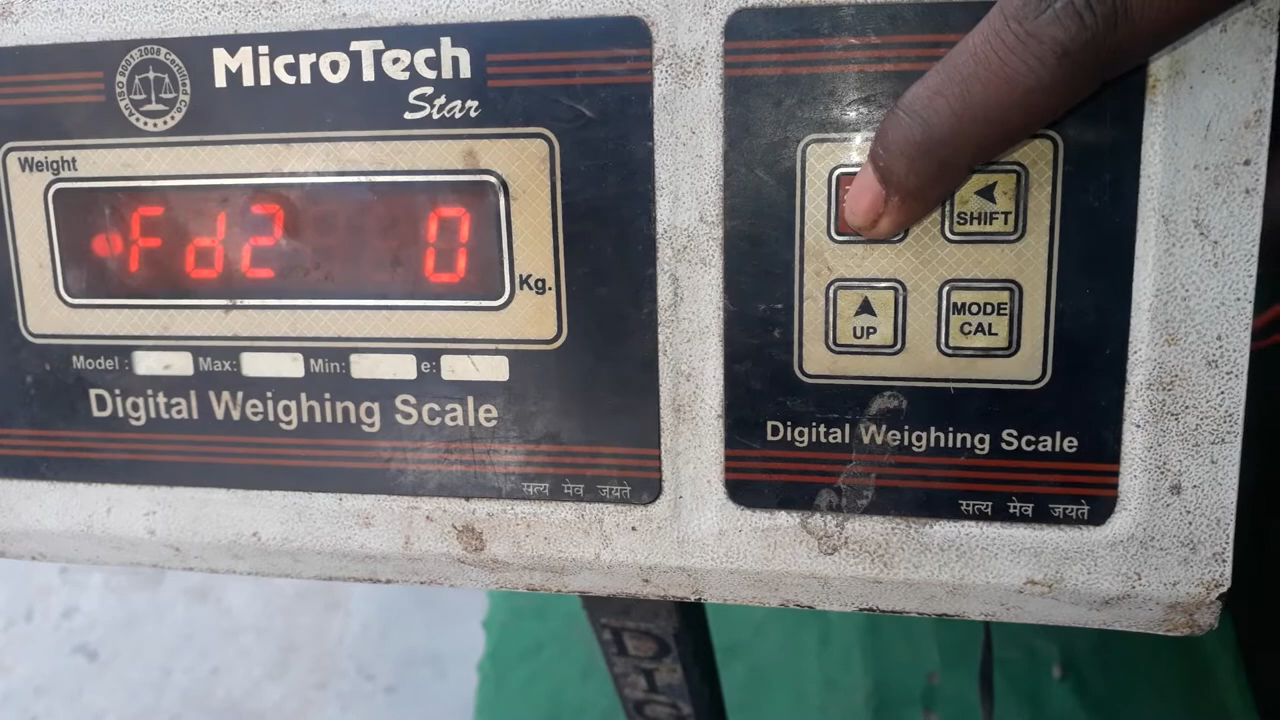 AN ISO 9001:2008 Certified Co.
MicroTech
Star
Weight
Fd2 0
Kg.
Model : Max: Min: e:
Digital Weighing Scale
सत्य मेव जयते
SHIFT
UP
MODE
CAL
Digital Weighing Scale
सत्य मेव जयते